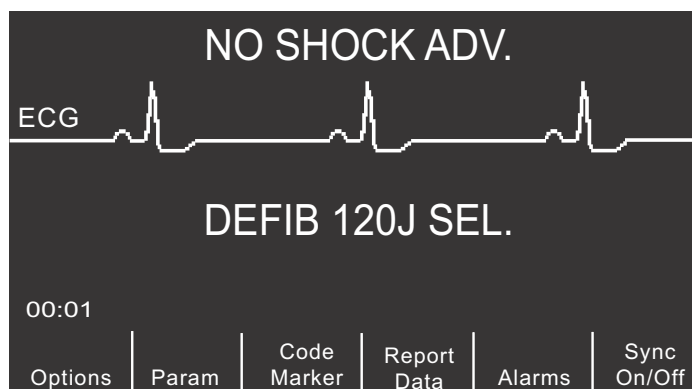 NO SHOCK ADV.
ECG
DEFIB 120J SEL.
00:01
Options
Param
Code
Marker
Report
Data
Alarms
Sync
On/Off